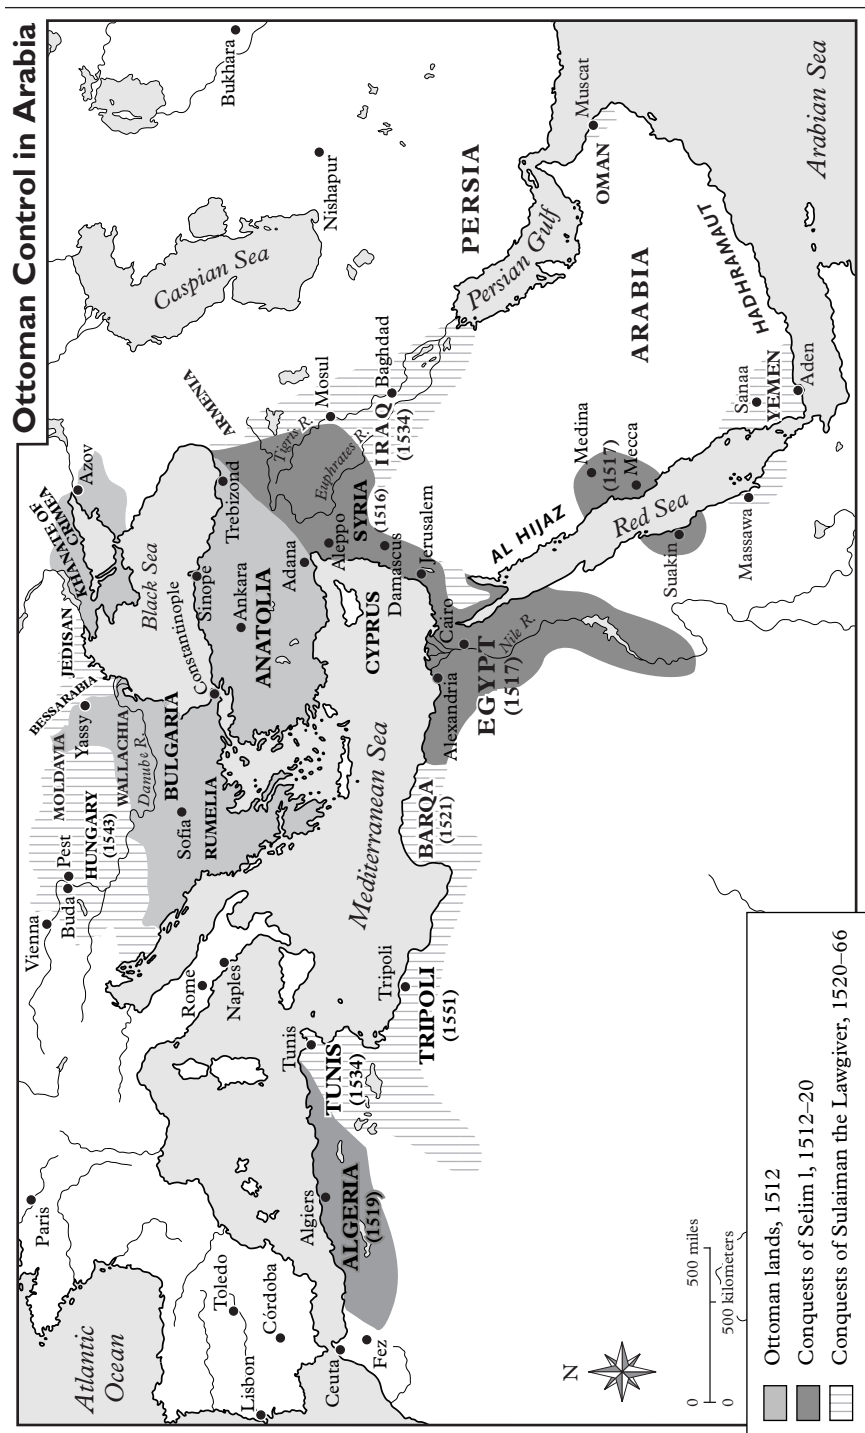 Ottoman Control in Arabia
Atlantic
Ocean
Paris
Vienna
Buda
Pest
HUNGARY
(1543)
MOLDAVIA
BESSARABIA
Yassy
JEDISAN
KHANATE OF
CRIMEA
Azov
WALLACHIA
Danube R.
BULGARIA
Sofia
RUMELIA
Constantinople
Black Sea
Sinope
Trebizond
ARMENIA
Caspian Sea
Bukhara
Nishapur
Toledo
Córdoba
Lisbon
Ceuta
Fez
Rome
Naples
Ankara
ANATOLIA
Adana
Aleppo
SYRIA
(1516)
Tigris R.
Euphrates R.
Mosul
Baghdad
IRAQ
(1534)
PERSIA
Algiers
ALGERIA
(1519)
Tunis
TUNIS
(1534)
Tripoli
TRIPOLI
(1551)
Mediterranean Sea
CYPRUS
Damascus
Jerusalem
BARQA
(1521)
Alexandria
Cairo
EGYPT
(1517)
Nile R.
AL HIJAZ
Medina
(1517)
Mecca
Red Sea
Suakin
Massawa
ARABIA
Persian Gulf
OMAN
Muscat
HADHRAMAUT
Sanaa
YEMEN
Aden
Arabian Sea
N
0
500 miles
0
500 kilometers
Ottoman lands, 1512
Conquests of Selim I, 1512–20
Conquests of Sulaiman the Lawgiver, 1520–66